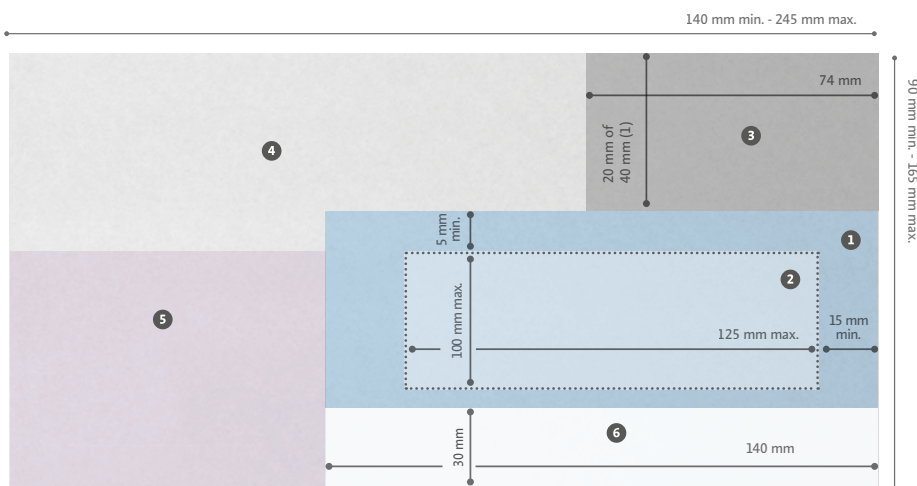 140 mm min. - 245 mm max.
74 mm
90 mm min. - 165 mm max.
20 mm of
40 mm (1)
3
4
5 mm
min.
1
2
5
100 mm max.
125 mm max.
15 mm
min.
6
30 mm
140 mm